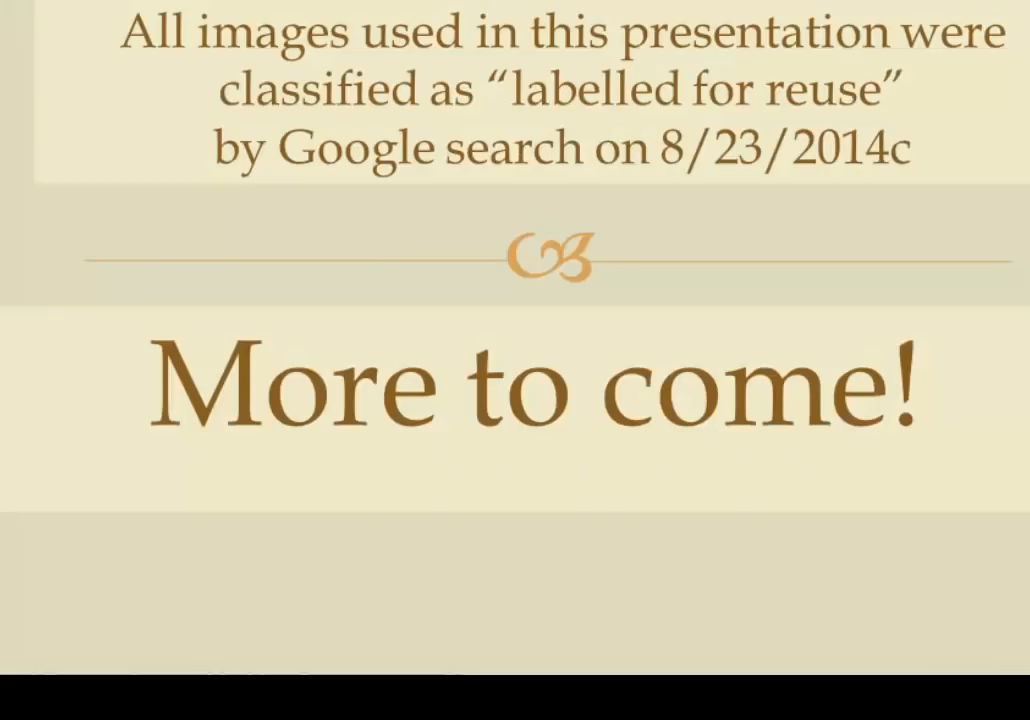 All images used in this presentation were
classified as “labelled for reuse”
by Google search on 8/23/2014c
More to come!